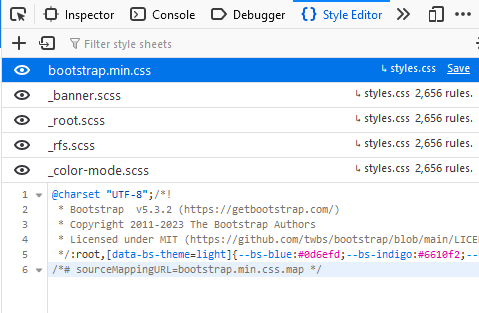 Inspector Console Debugger Style Editor
Filter style sheets
bootstrap.min.css ↳ styles.css Save
_banner.scss ↳ styles.css 2,656 rules.
_root.scss ↳ styles.css 2,656 rules.
_rfs.scss ↳ styles.css 2,656 rules.
_color-mode.scss ↳ styles.css 2,656 rules.
1 @charset "UTF-8";/*!
2 * Bootstrap  v5.3.2 (https://getbootstrap.com/)
3 * Copyright 2011-2023 The Bootstrap Authors
4 * Licensed under MIT (https://github.com/twbs/bootstrap/blob/main/LICE
5 */:root,[data-bs-theme=light]{--bs-blue:#0d6efd;--bs-indigo:#6610f2;--
6 /*# sourceMappingURL=bootstrap.min.css.map */